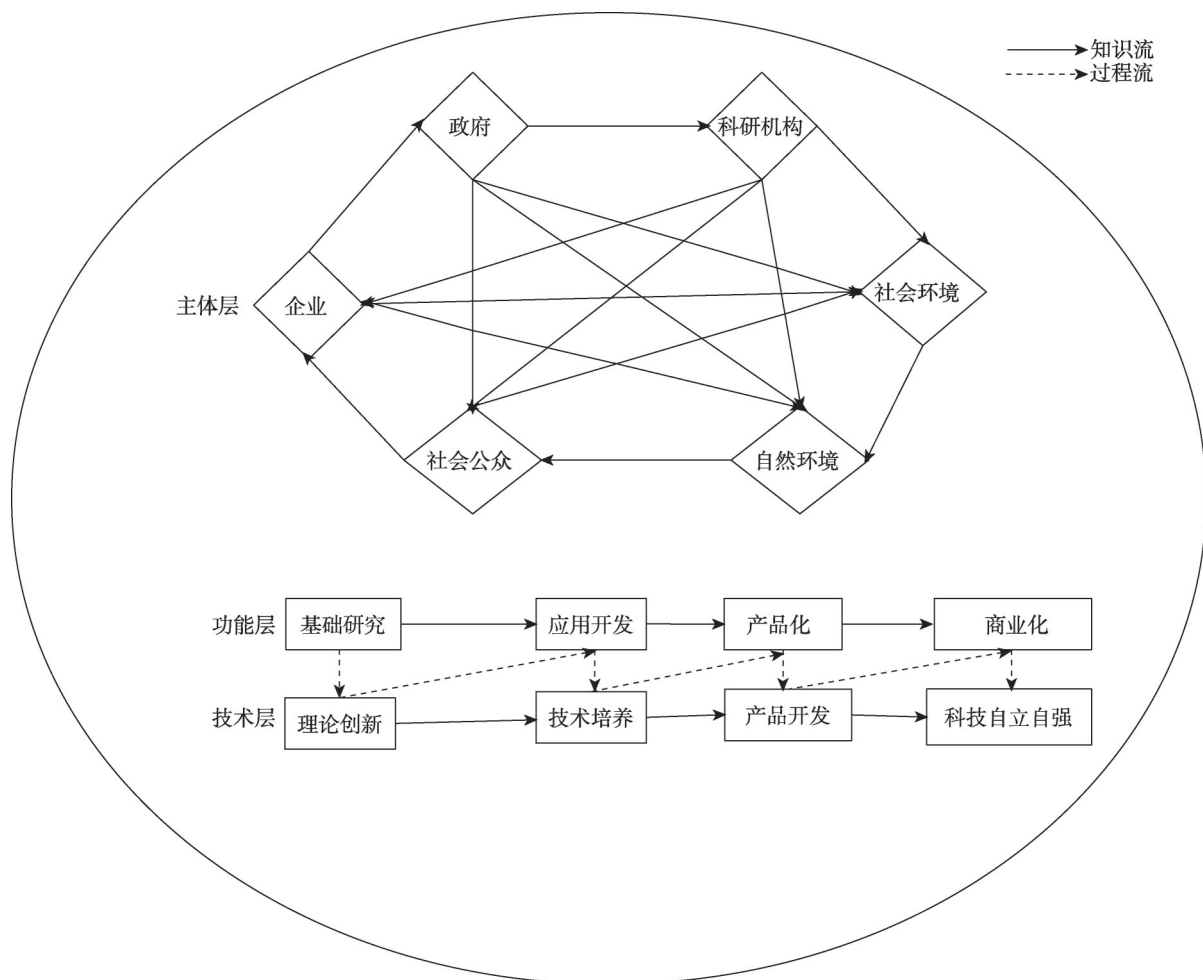 知识流
过程流
政府
科研机构
主体层
企业
社会环境
社会公众
自然环境
功能层
基础研究
应用开发
产品化
商业化
技术层
理论创新
技术培养
产品开发
科技自立自强